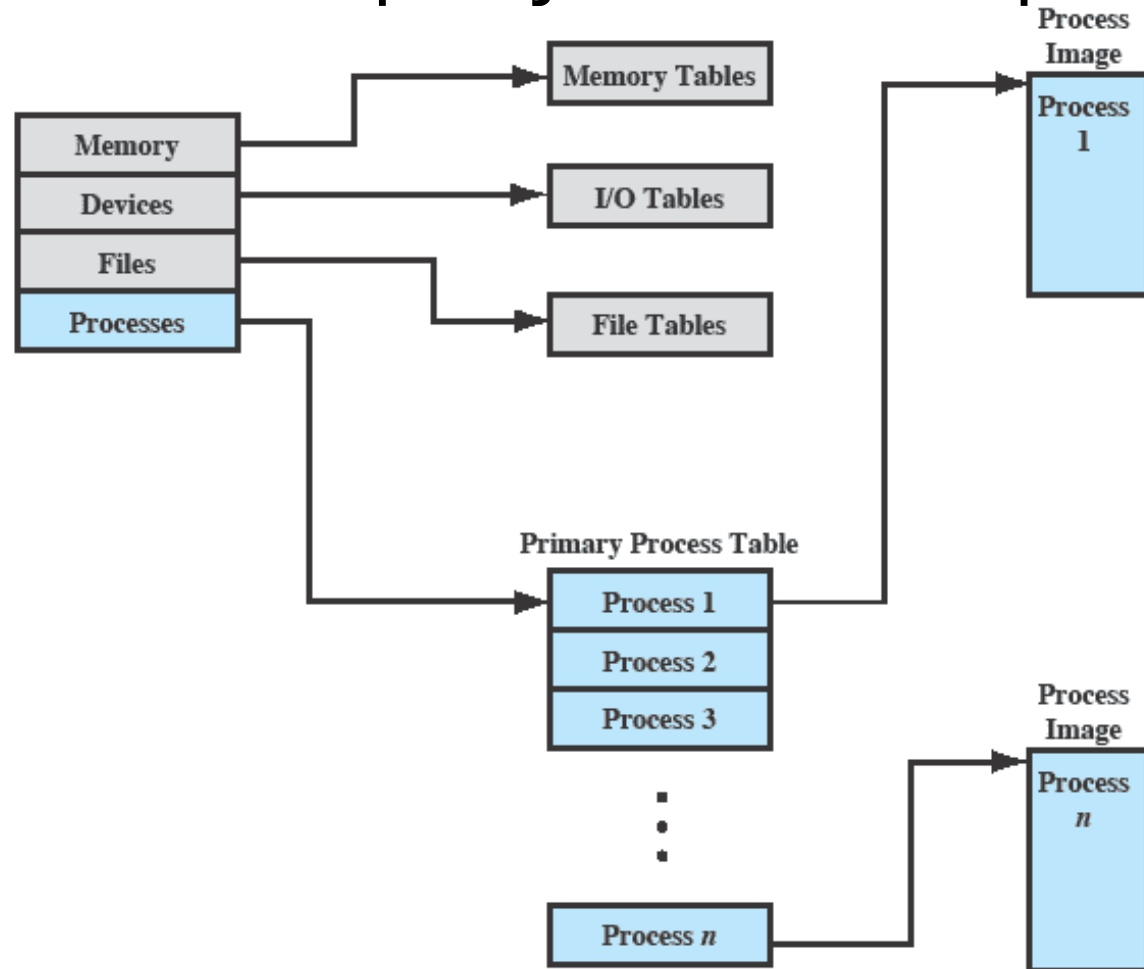 Process
Image
Memory Tables
Process
1
Memory
Devices
I/O Tables
Files
Processes
File Tables
Primary Process Table
Process 1
Process 2
Process 3
Process
Image
Process
n
Process n